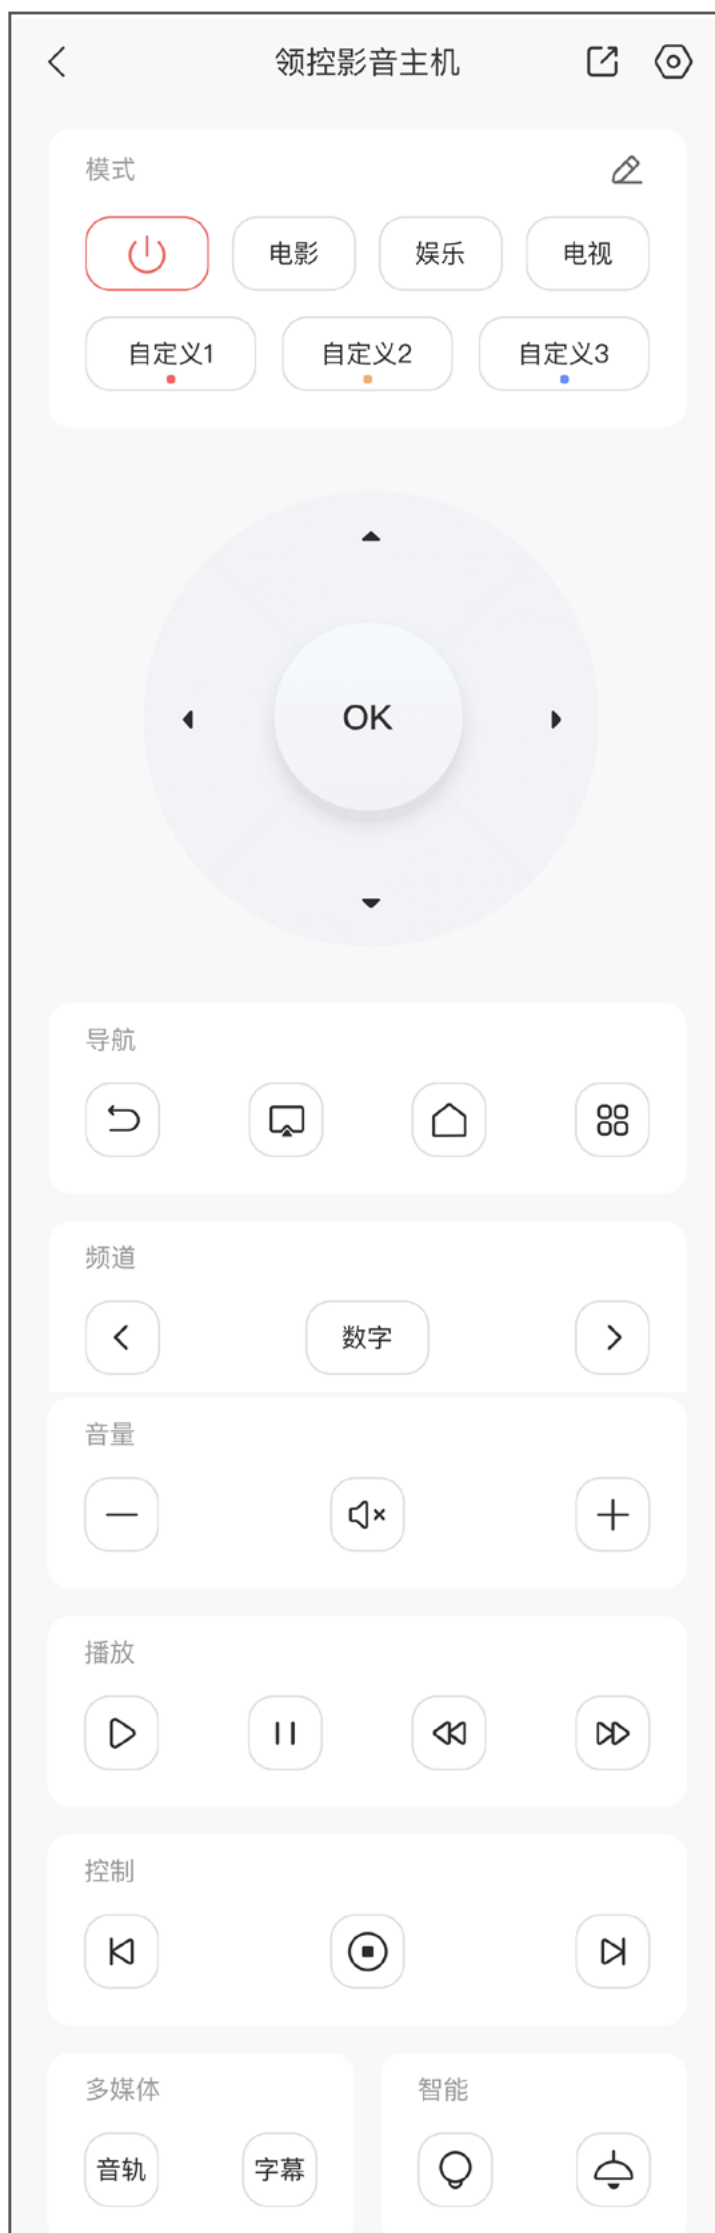 领控影音主机
模式
电影 娱乐 电视
自定义1 自定义2 自定义3
OK
导航
频道
数字
音量
播放
控制
多媒体 智能
音轨 字幕